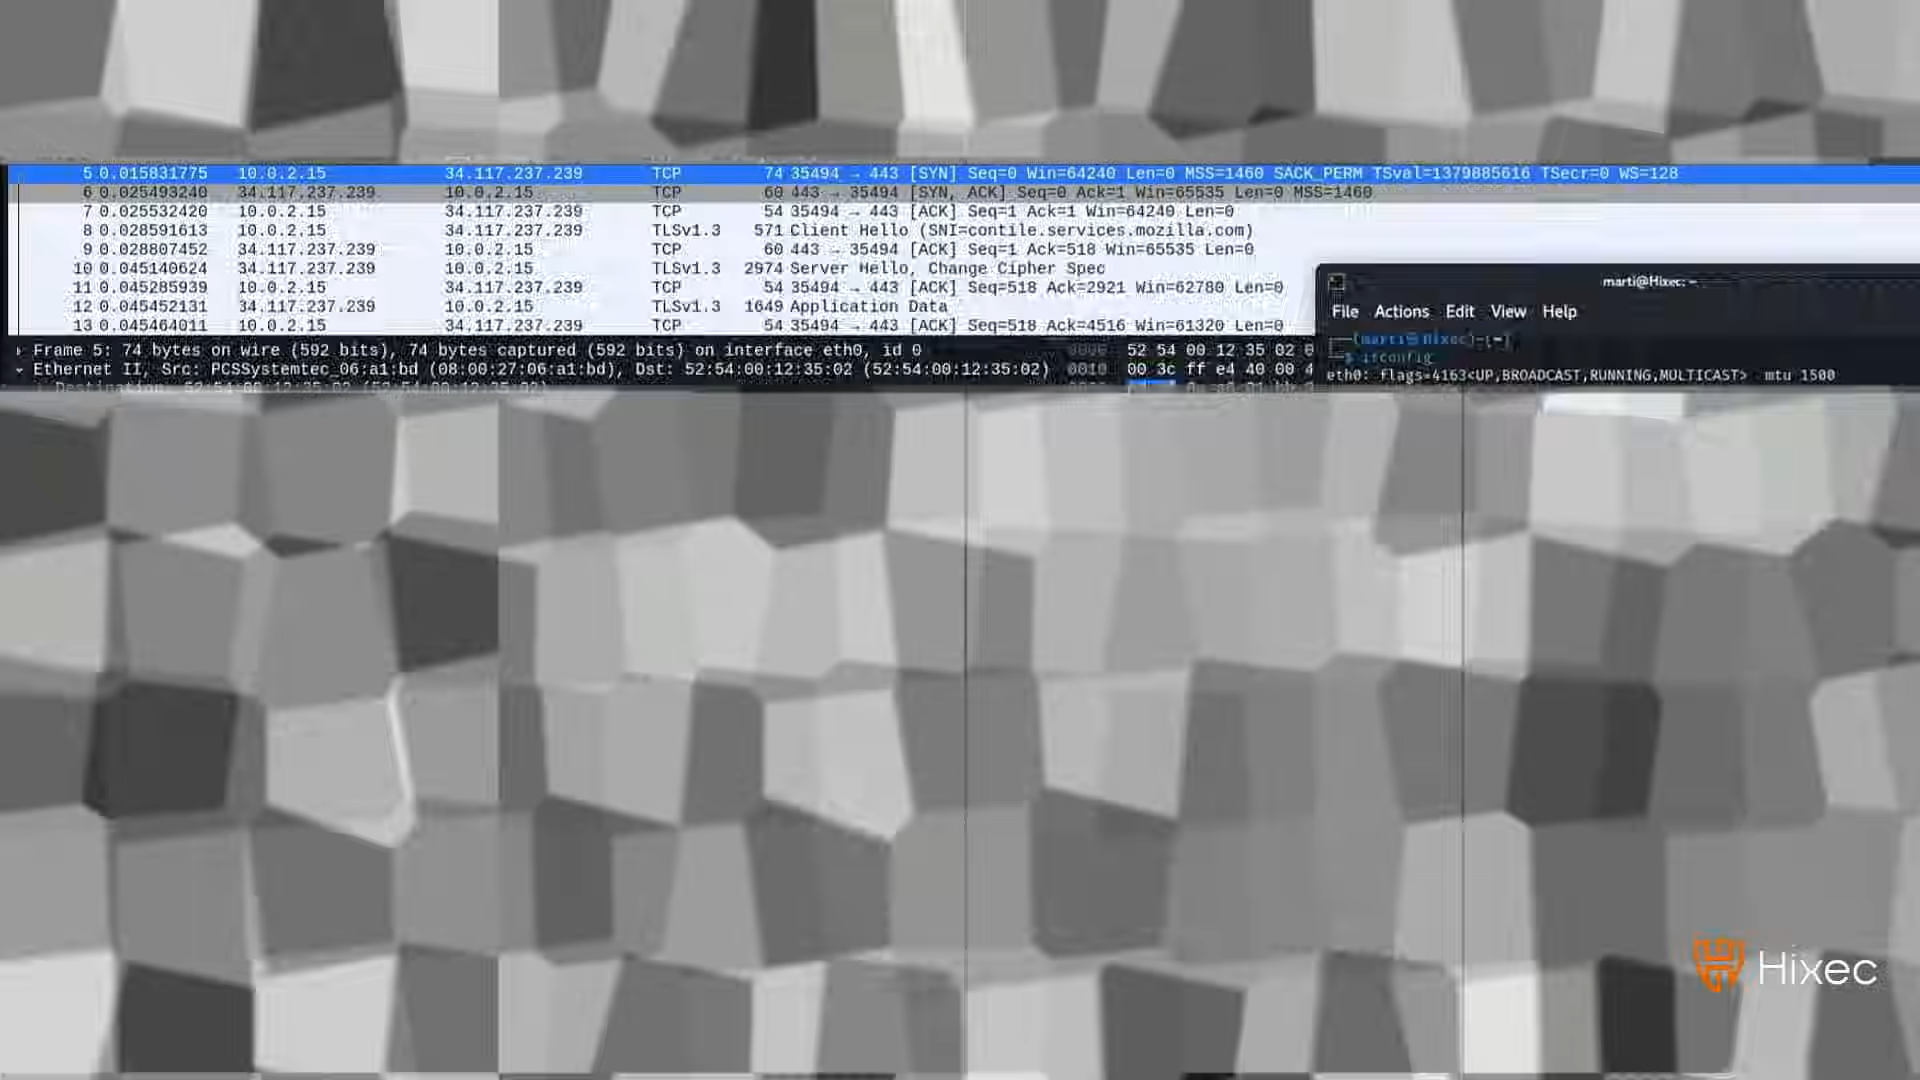 5 0.015831775 10.0.2.15 34.117.237.239 TCP 74 35494 → 443 [SYN] Seq=0 Win=64240 Len=0 MSS=1460 SACK_PERM TSval=1379885616 TSecr=0 WS=128
6 0.025493240 34.117.237.239 10.0.2.15 TCP 60 443 → 35494 [SYN, ACK] Seq=0 Ack=1 Win=65535 Len=0 MSS=1460
7 0.025532420 10.0.2.15 34.117.237.239 TCP 54 35494 → 443 [ACK] Seq=1 Ack=1 Win=64240 Len=0
8 0.028591613 10.0.2.15 34.117.237.239 TLSv1.3 571 Client Hello (SNI=contile.services.mozilla.com)
9 0.028807452 34.117.237.239 10.0.2.15 TCP 60 443 → 35494 [ACK] Seq=1 Ack=518 Win=65535 Len=0
10 0.045140624 34.117.237.239 10.0.2.15 TLSv1.3 2974 Server Hello, Change Cipher Spec
11 0.045285939 10.0.2.15 34.117.237.239 TCP 54 35494 → 443 [ACK] Seq=518 Ack=2921 Win=62780 Len=0
12 0.045452131 34.117.237.239 10.0.2.15 TLSv1.3 1649 Application Data
13 0.045464011 10.0.2.15 34.117.237.239 TCP 54 35494 → 443 [ACK] Seq=518 Ack=4516 Win=61320 Len=0
Frame 5: 74 bytes on wire (592 bits), 74 bytes captured (592 bits) on interface eth0, id 0
Ethernet II, Src: PCSSystemtec_06:a1:bd (08:00:27:06:a1:bd), Dst: 52:54:00:12:35:02 (52:54:00:12:35:02)
0000 52 54 00 12 35 02 0
0010 00 3c ff e4 40 00 4
marti@Hixec: ~
File Actions Edit View Help
(marti㉿Hixec)-[~]
$ ifconfig
eth0: flags=4163<UP,BROADCAST,RUNNING,MULTICAST> mtu 1500
Hixec